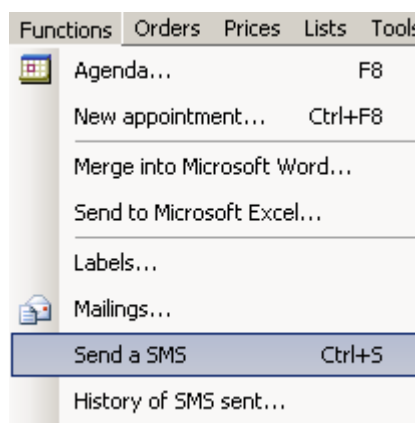 Functions Orders Prices Lists Tools
Agenda... F8
New appointment... Ctrl+F8
Merge into Microsoft Word...
Send to Microsoft Excel...
Labels...
Mailings...
Send a SMS Ctrl+S
History of SMS sent...